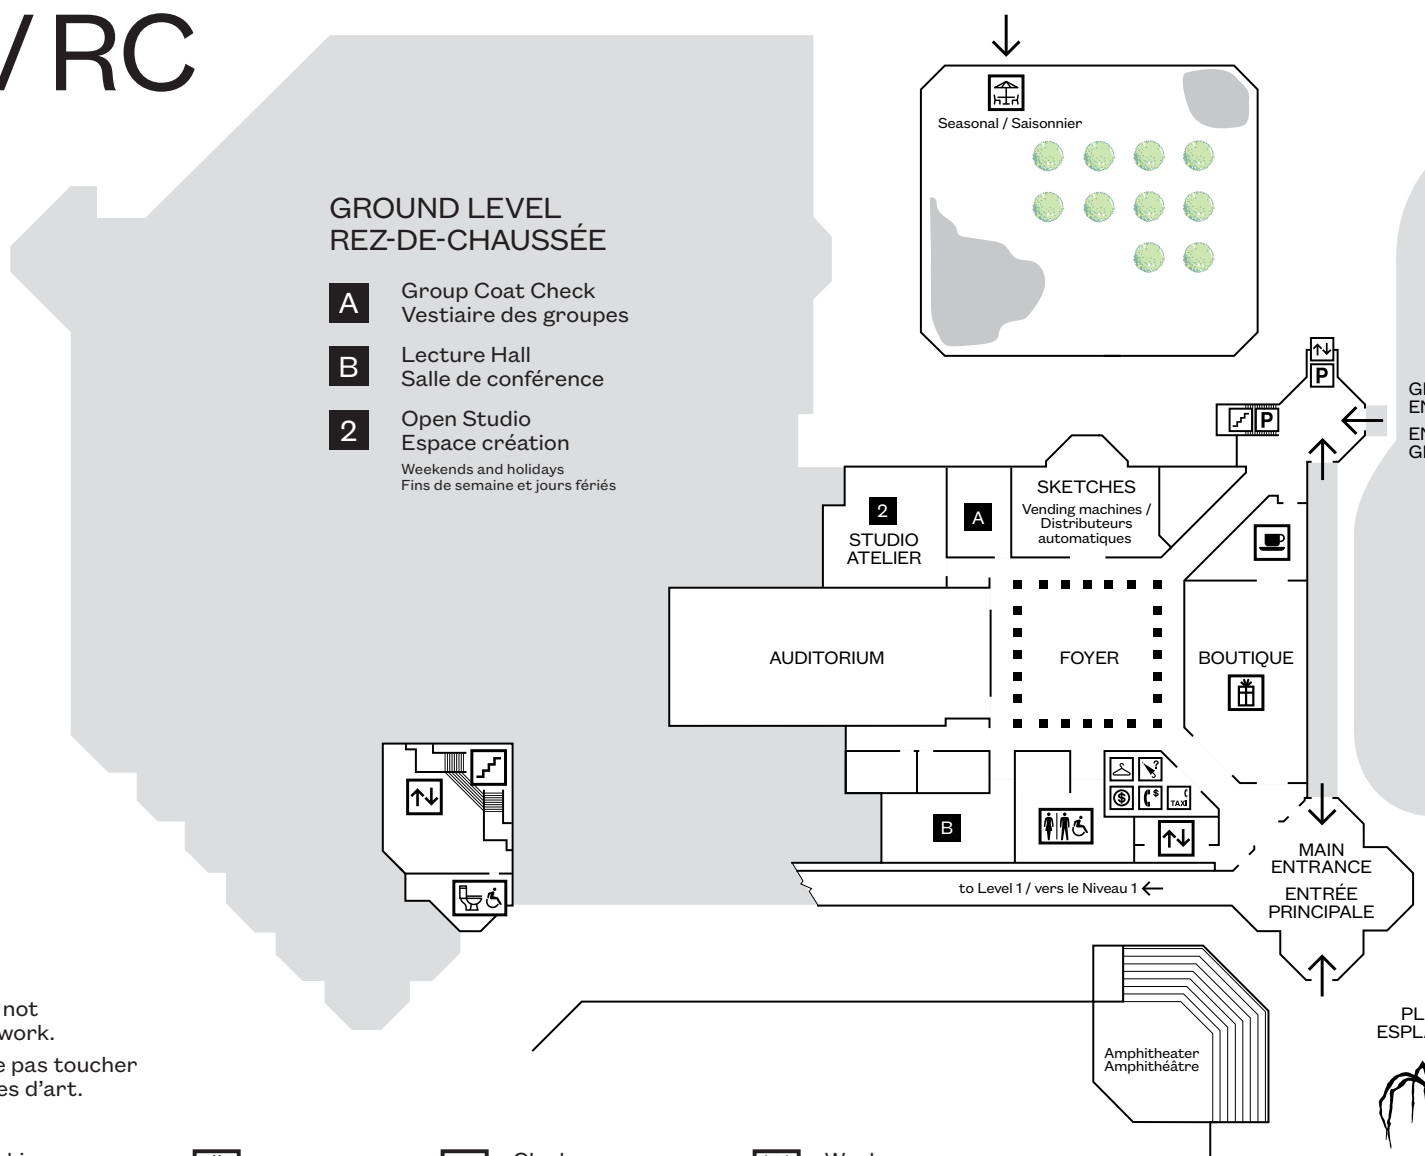 RC
GROUND LEVEL
REZ-DE-CHAUSSÉE
A
Group Coat Check
Vestiaire des groupes
B
Lecture Hall
Salle de conférence
2
Open Studio
Espace création
Weekends and holidays
Fins de semaine et jours fériés
Seasonal / Saisonnier
P
P
2
STUDIO
ATELIER
A
SKETCHES
Vending machines /
Distributeurs
automatiques
AUDITORIUM
FOYER
BOUTIQUE
?
$
$
TAXI
B
MAIN
ENTRANCE
ENTRÉE
PRINCIPALE
to Level 1 / vers le Niveau 1
Amphitheater
Amphithéâtre
not
work.
pas toucher
d’art.